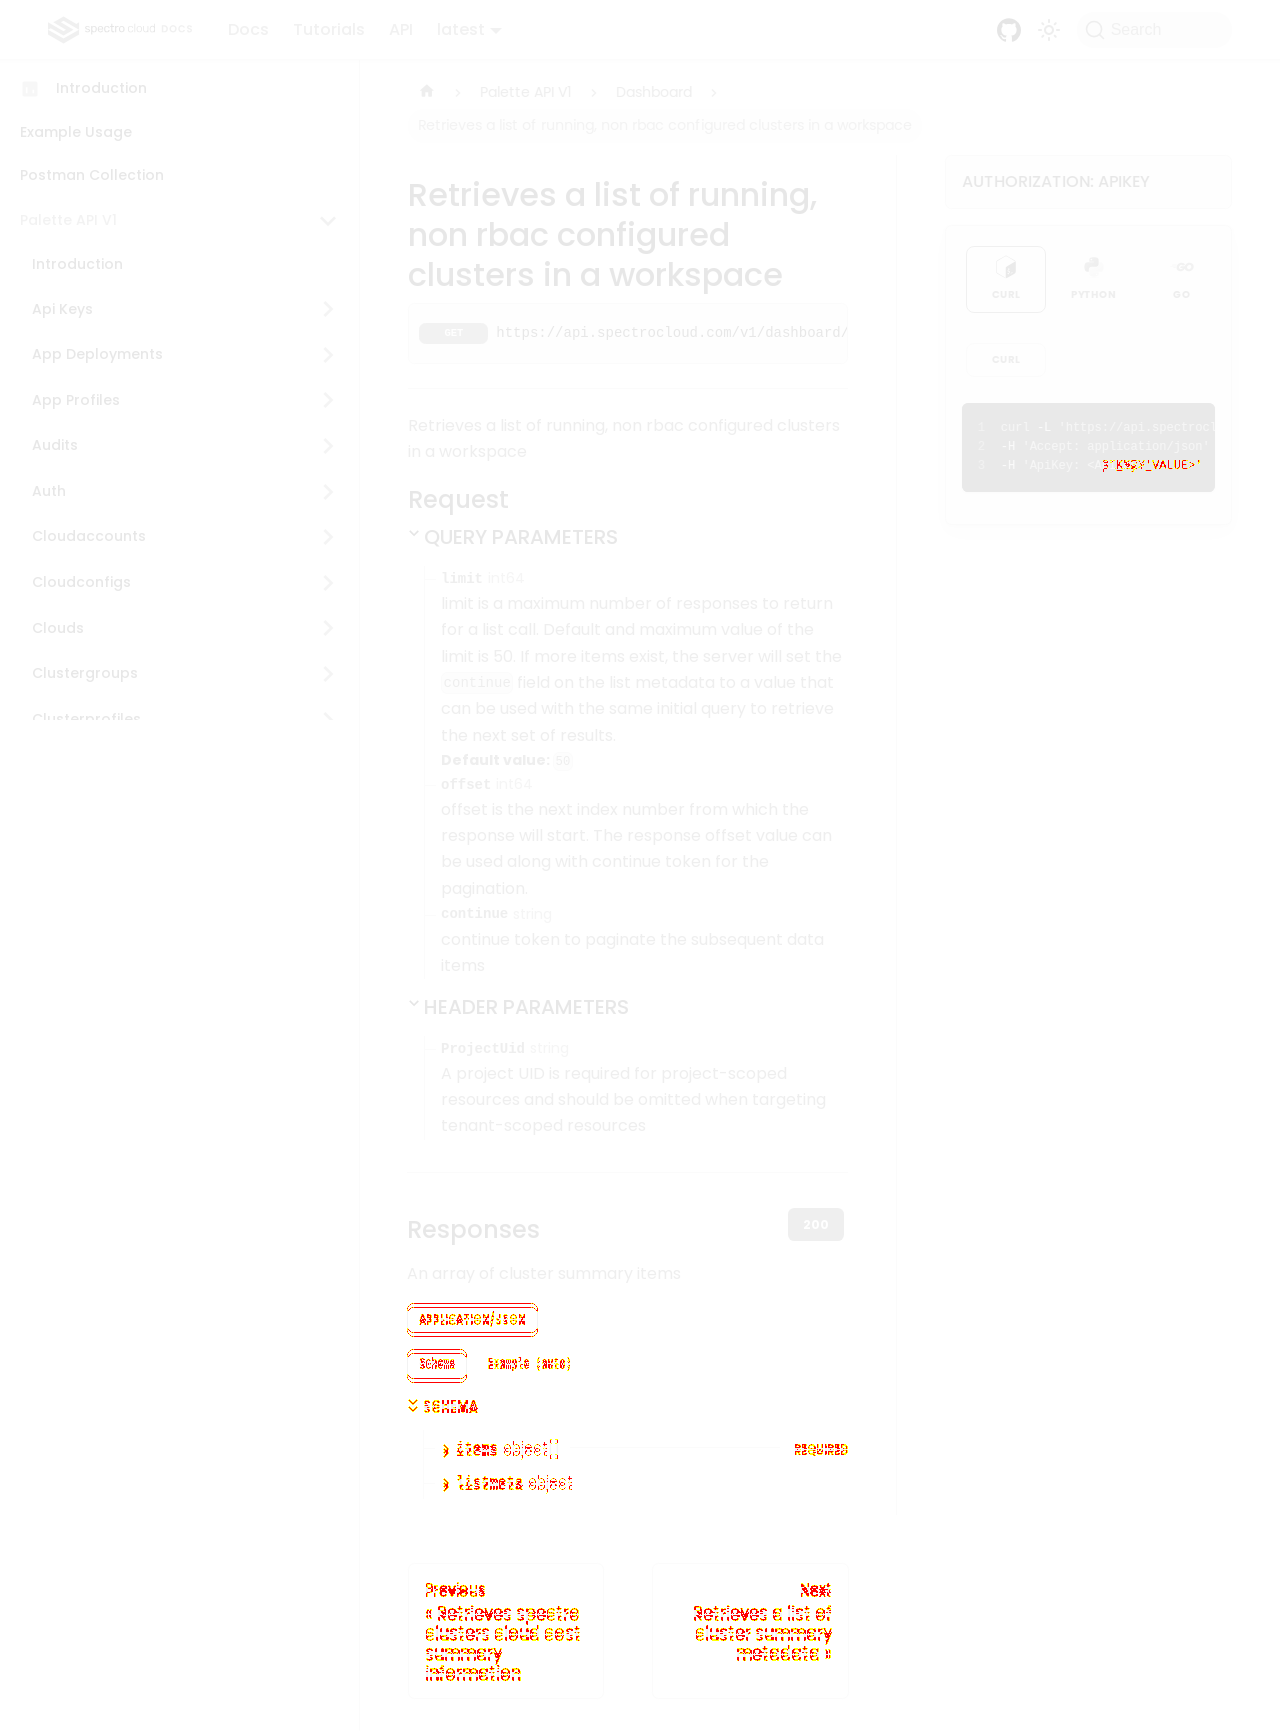 spectro cloud DOCS
Docs
Tutorials
API
latest
Search
Introduction
Example Usage
Postman Collection
Palette API V1
Introduction
Api Keys
App Deployments
App Profiles
Audits
Auth
Cloudaccounts
Cloudconfigs
Clouds
Clustergroups
Clusterprofiles
Palette API V1
Dashboard
Retrieves a list of running, non rbac configured clusters in a workspace
Retrieves a list of running,
non rbac configured
clusters in a workspace
GET https://api.spectrocloud.com/v1/dashboard/
Retrieves a list of running, non rbac configured clusters
in a workspace
Request
QUERY PARAMETERS
limit int64
limit is a maximum number of responses to return
for a list call. Default and maximum value of the
limit is 50. If more items exist, the server will set the
continue field on the list metadata to a value that
can be used with the same initial query to retrieve
the next set of results.
Default value: 50
offset int64
offset is the next index number from which the
response will start. The response offset value can
be used along with continue token for the
pagination.
continue string
continue token to paginate the subsequent data
items
HEADER PARAMETERS
ProjectUid string
A project UID is required for project-scoped
resources and should be omitted when targeting
tenant-scoped resources
Responses
200
An array of cluster summary items
APPLICATION/JSON
Schema
Example (auto)
SCHEMA
items object[]
REQUIRED
listmeta object
Previous
« Retrieves spectro
clusters cloud cost
summary
information
Next
Retrieves a list of
cluster summary
metadata »
AUTHORIZATION: APIKEY
CURL
PYTHON
GO
CURL
1 curl -L 'https://api.spectrocl
2 -H 'Accept: application/json'
3 -H 'ApiKey: